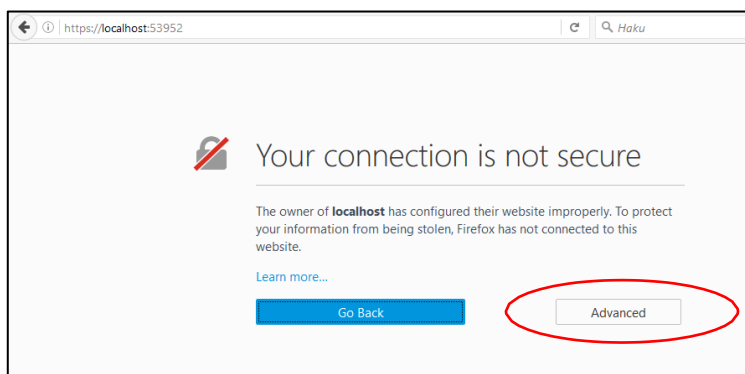 https://localhost:53952
Haku
Your connection is not secure
The owner of localhost has configured their website improperly. To protect
your information from being stolen, Firefox has not connected to this
website.
Learn more...
Go Back
Advanced